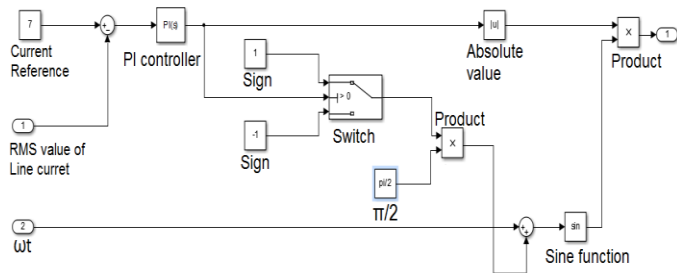 7
+
−
PI(s)
|u|
X
1
Current
Reference
PI controller
Absolute
value
Product
1
Sign
> 0
Switch
1
RMS value of
Line curret
-1
Sign
Product
X
pi/2
π/2
2
ωt
+
+
sin
Sine function